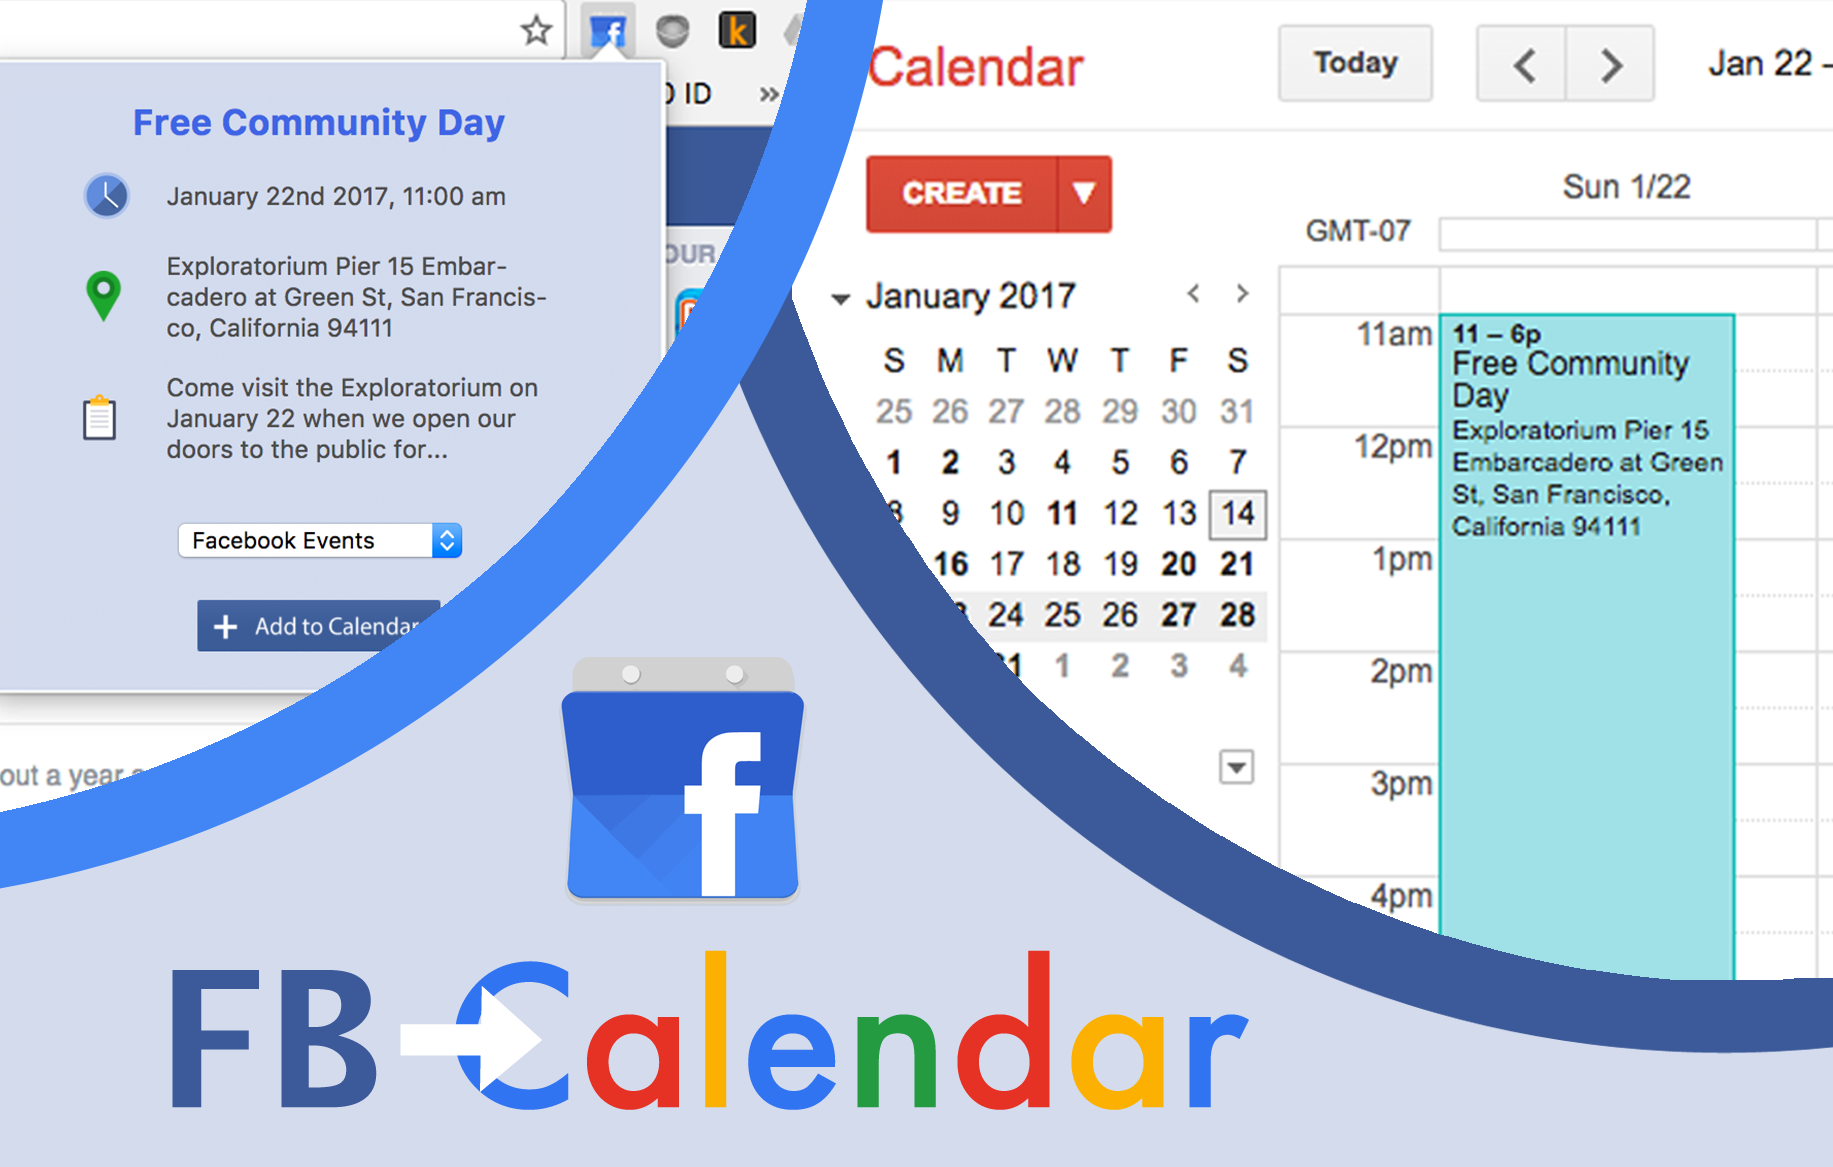 ID
»
Free Community Day
January 22nd 2017, 11:00 am
Exploratorium Pier 15 Embar-
cadero at Green St, San Francis-
co, California 94111
Come visit the Exploratorium on
January 22 when we open our
doors to the public for...
Facebook Events
+ Add to Calendar
OUR
out a year
Calendar
Today
< >
Jan 22 –
CREATE
Sun 1/22
GMT-07
January 2017
< >
S M T W T F S
25 26 27 28 29 30 31
1 2 3 4 5 6 7
8 9 10 11 12 13 14
16 17 18 19 20 21
24 25 26 27 28
31 1 2 3 4
11am
12pm
1pm
2pm
3pm
4pm
11 – 6p
Free Community
Day
Exploratorium Pier 15
Embarcadero at Green
St, San Francisco,
California 94111
f
FB Calendar